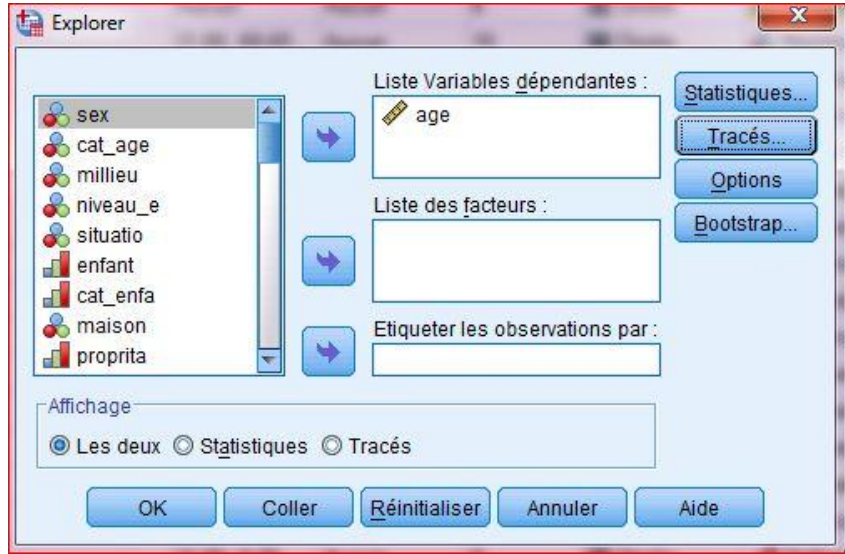 Explorer
sex
cat_age
millieu
niveau_e
situatio
enfant
cat_enfa
maison
proprita
Liste Variables dépendantes :
age
Liste des facteurs :
Etiqueter les observations par :
Statistiques...
Tracés...
Options
Bootstrap...
Affichage
Les deux
Statistiques
Tracés
OK
Coller
Réinitialiser
Annuler
Aide